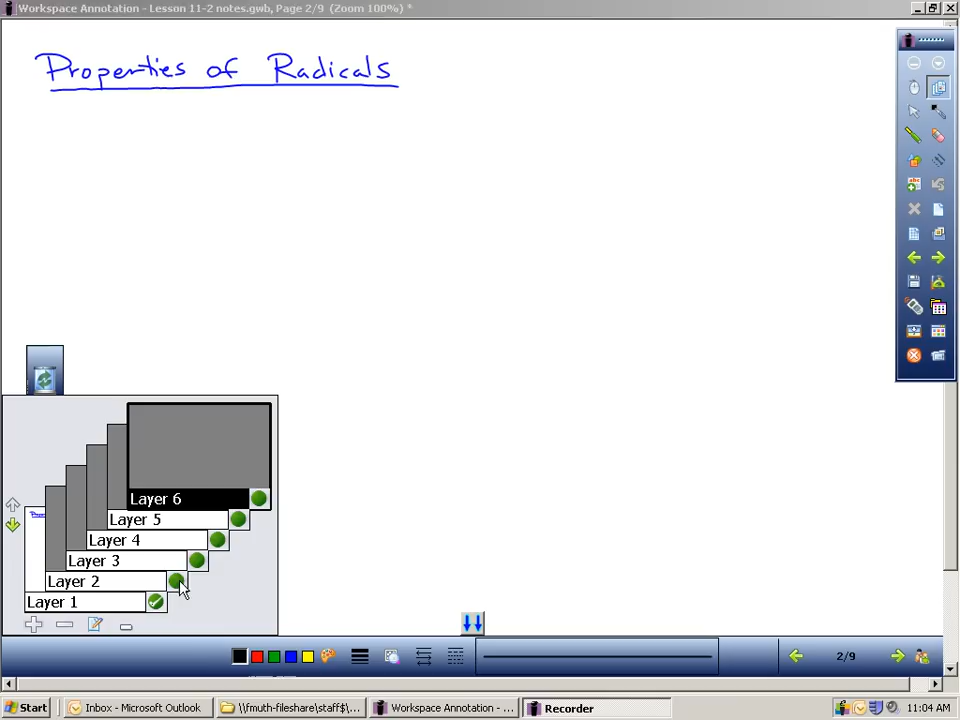 Workspace Annotation - Lesson 11-2 notes.gwb, Page 2/9 (Zoom 100%) *
Properties of Radicals
Layer 6
Layer 5
Layer 4
Layer 3
Layer 2
Layer 1
2/9
Start
Inbox - Microsoft Outlook
\\fmuth-fileshare\staff$\...
Workspace Annotation - ...
Recorder
11:04 AM